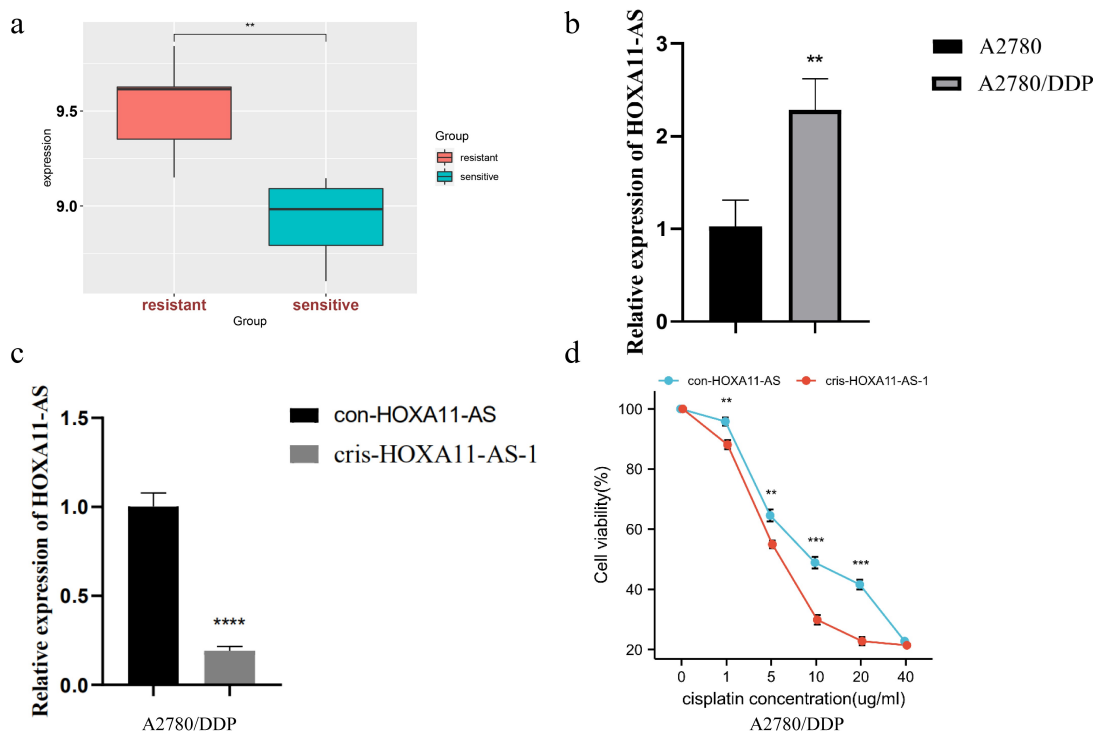 a
**
9.5
9.0
expression
resistant
sensitive
Group
Group
resistant
sensitive
b
Relative expression of HOXA11-AS
3
2
1
0
**
A2780
A2780/DDP
c
Relative expression of HOXA11-AS
1.5
1.0
0.5
0.0
****
con-HOXA11-AS
cris-HOXA11-AS-1
A2780/DDP
d
con-HOXA11-AS
cris-HOXA11-AS-1
Cell viability(%)
100
80
60
40
20
**
**
***
***
0
1
5
10
20
40
cisplatin concentration(ug/ml)
A2780/DDP